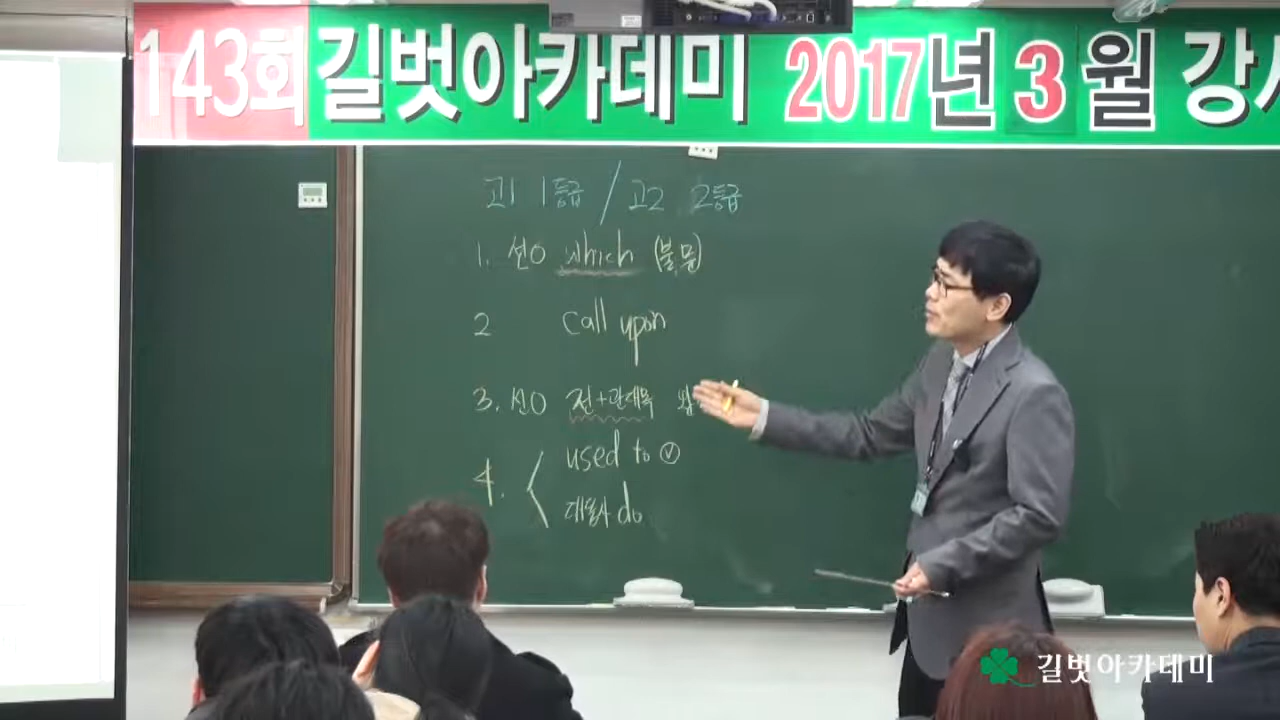 143회 길벗아카데미 2017년 3월 강
고1 1등급 / 고2 2등급
1. 선O which (불문)
2 call upon
3. 선O 전+관대명
4. used to ⓥ
대동사 do
길벗아카데미